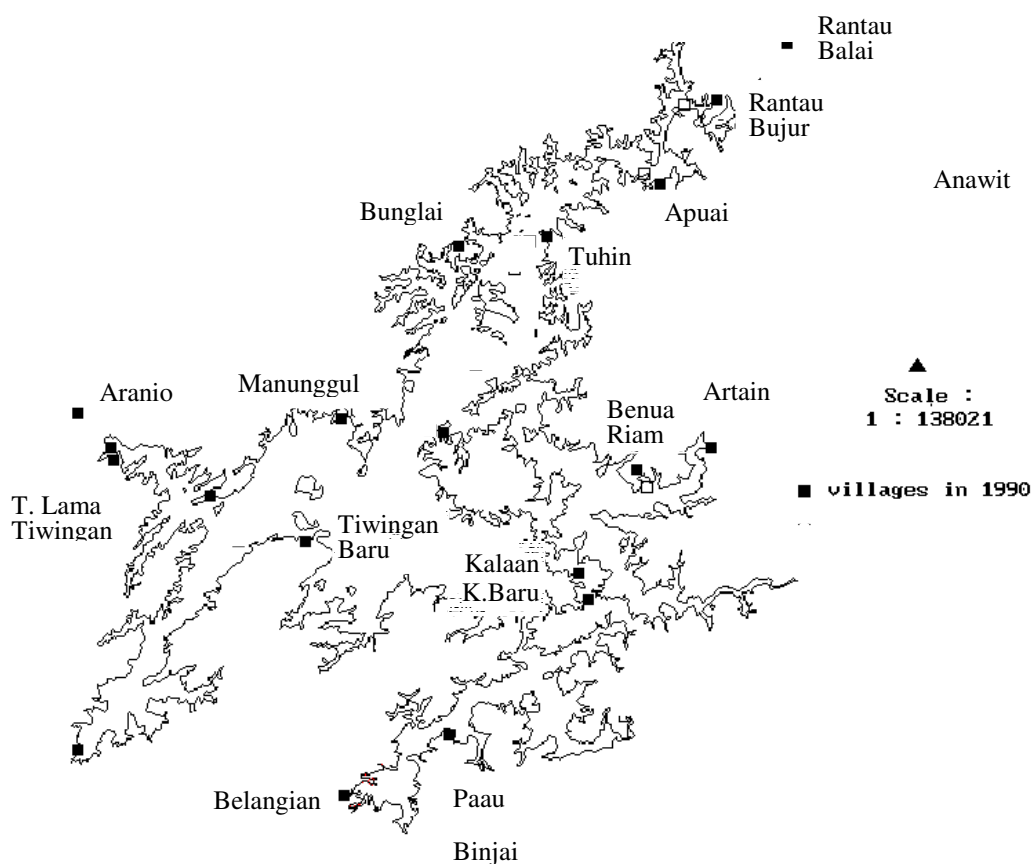 Rantau
Balai
Rantau
Bujur
Anawit
Apuai
Bunglai
Tuhin
Aranio
Manunggul
Artain
Benua
Riam
Scale :
1 : 138021
T. Lama
Tiwingan
villages in 1990
Tiwingan
Baru
Kalaan
K.Baru
Belangian
Paau
Binjai